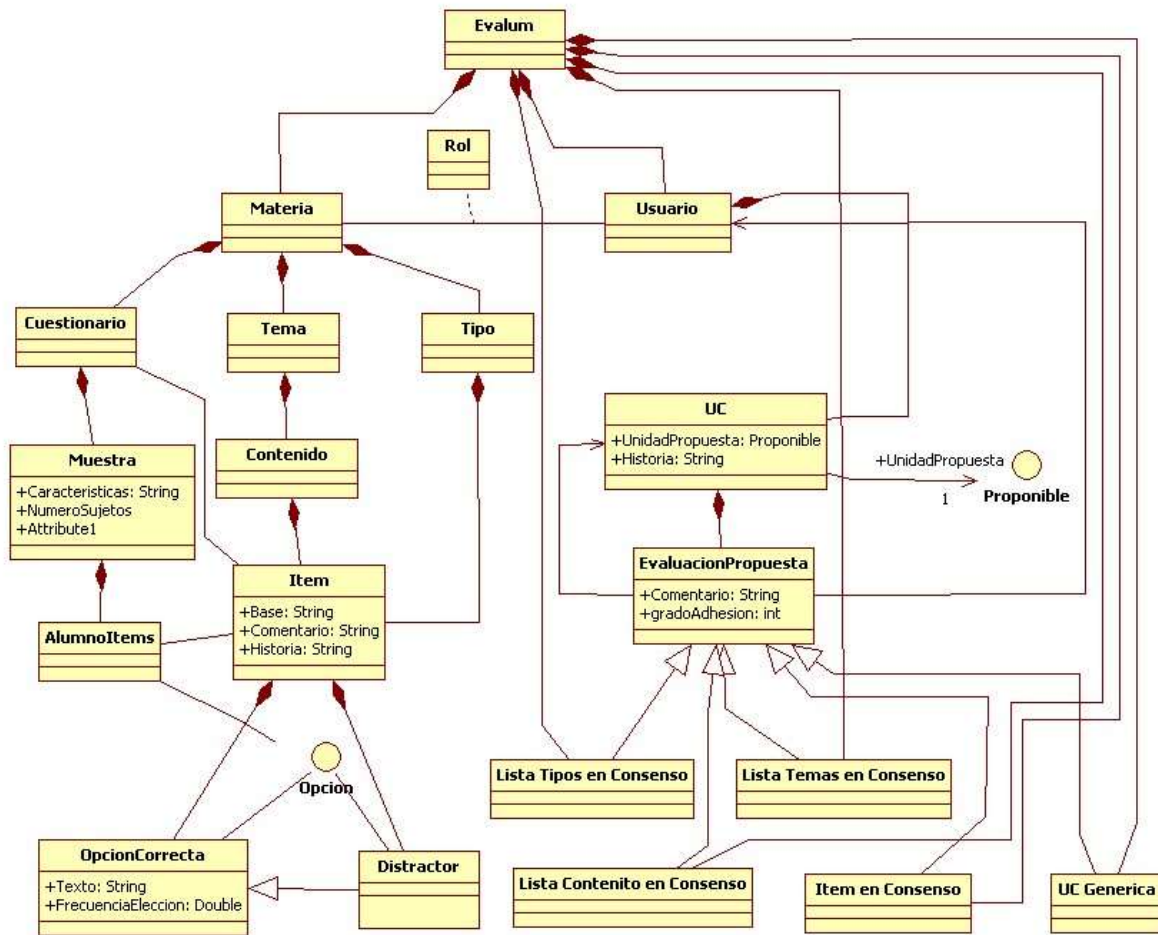 Evalum
Rol
Materia
Usuario
Cuestionario
Tema
Tipo
UC
+UnidadPropuesta: Proponible
+Historia: String
+UnidadPropuesta
1
Proponible
Muestra
+Caracteristicas: String
+NumeroSujetos
+Attribute1
Contenido
EvaluacionPropuesta
+Comentario: String
+gradoAdhesion: int
Item
+Base: String
+Comentario: String
+Historia: String
AlumnoItems
Opcion
Lista Tipos en Consenso
Lista Temas en Consenso
OpcionCorrecta
+Texto: String
+FrecuenciaEleccion: Double
Distractor
Lista Contenito en Consenso
Item en Consenso
UC Generica